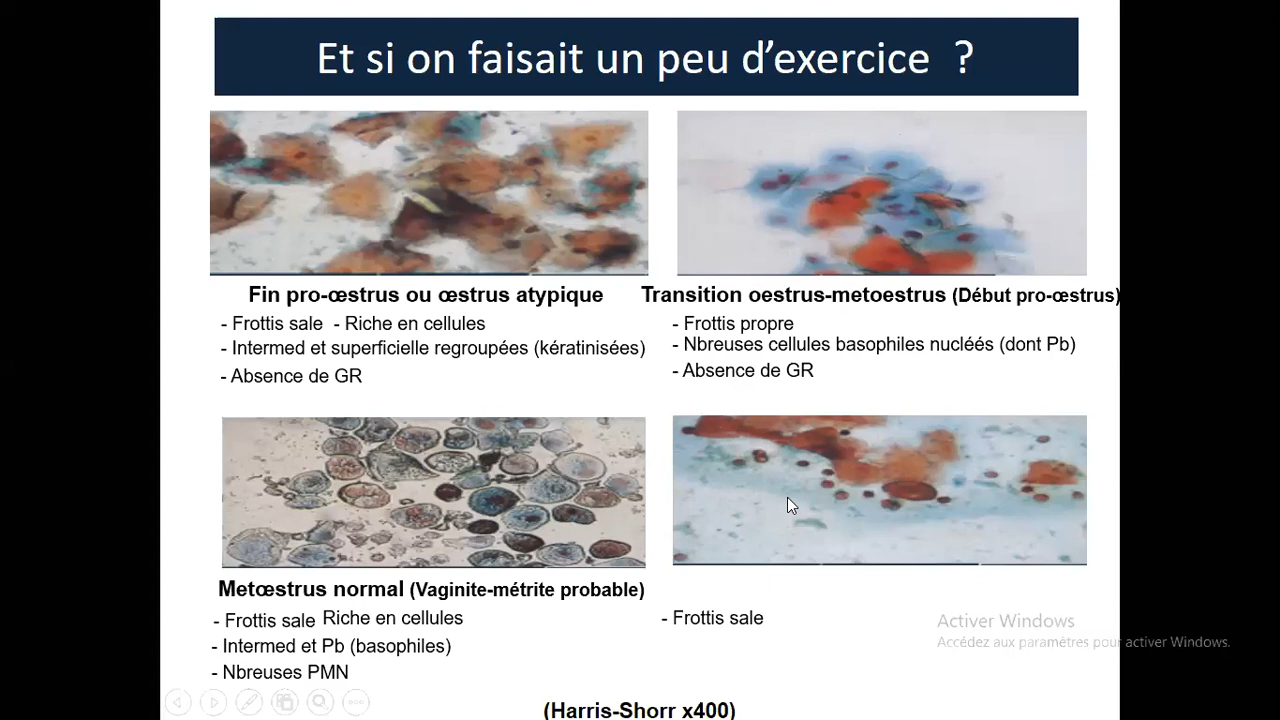 Et si on faisait un peu d'exercice ?
Fin pro-œstrus ou œstrus atypique
- Frottis sale - Riche en cellules
- Intermed et superficielle regroupées (kératinisées)
- Absence de GR
Transition oestrus-metoestrus (Début pro-œstrus)
- Frottis propre
- Nbreuses cellules basophiles nucléés (dont Pb)
- Absence de GR
Metœstrus normal (Vaginite-métrite probable)
- Frottis sale Riche en cellules
- Intermed et Pb (basophiles)
- Nbreuses PMN
- Frottis sale
Activer Windows
Accédez aux paramètres pour activer Windows.
(Harris-Shorr x400)